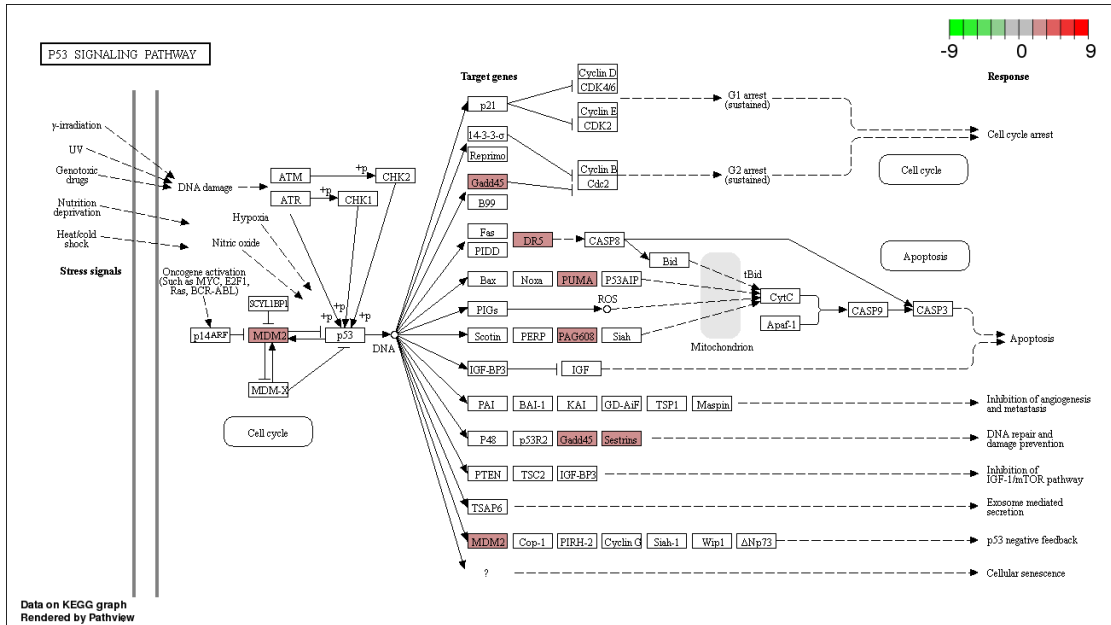 P53 SIGNALING PATHWAY
-9 0 9
Target genes
Response
Cyclin D
CDK4/6
p21
Cyclin E
CDK2
G1 arrest
(sustained)
Cell cycle arrest
14-3-3-σ
Reprimo
Gadd45
B99
Cyclin B
Cdc2
G2 arrest
(sustained)
Cell cycle
γ-irradiation
UV
Genotoxic
drugs
Nutrition
deprivation
Heat/cold
shock
Stress signals
DNA damage
ATM
+p
CHK2
ATR
+p
CHK1
Hypoxia
Nitric oxide
Oncogene activation
(Such as MYC, E2F1,
Ras, BCR-ABL)
SCYL1BP1
+p
+p
+p
p14ARF
MDM2
p53
DNA
MDM-X
Cell cycle
Fas
PIDD
DR5
CASP8
Bid
tBid
Apoptosis
Bax
Noxa
PUMA
P53AIP
CytC
PIGs
ROS
CASP9
CASP3
Apaf-1
Mitochondrion
Scotin
PERP
PAG608
Siah
Apoptosis
IGF-BP3
IGF
PAI
BAI-1
KAI
GD-AiF
TSP1
Maspin
Inhibition of angiogenesis
and metastasis
P48
p53R2
Gadd45
Sestrins
DNA repair and
damage prevention
PTEN
TSC2
IGF-BP3
Inhibition of
IGF-1/mTOR pathway
TSAP6
Exosome mediated
secretion
MDM2
Cop-1
PIRH-2
Cyclin G
Siah-1
Wip1
ΔNp73
p53 negative feedback
?
Cellular senescence
Data on KEGG graph
Rendered by Pathview